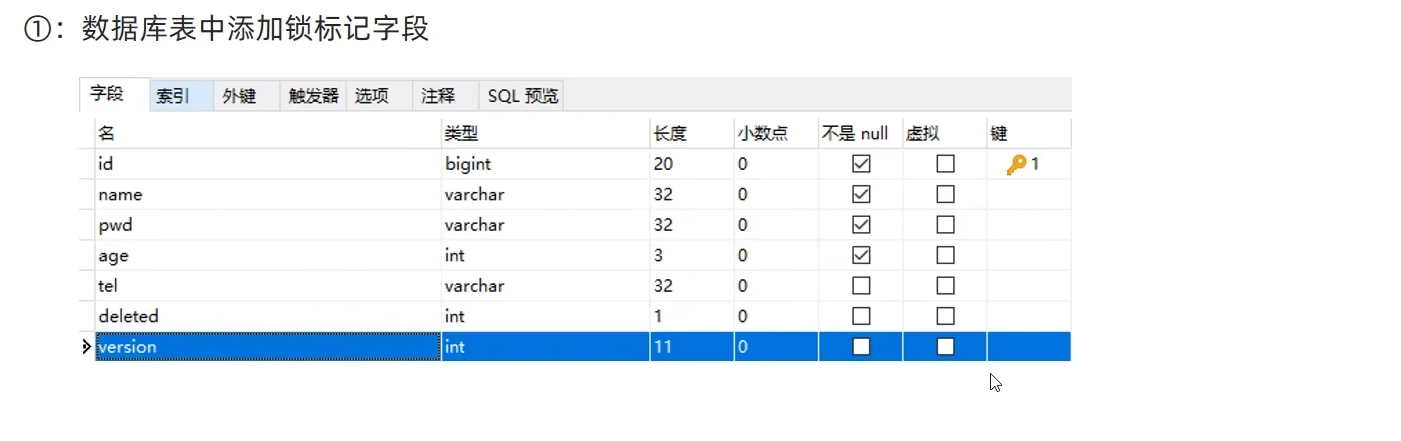 ①：数据库表中添加锁标记字段
字段 索引 外键 触发器 选项 注释 SQL 预览
名 类型 长度 小数点 不是 null 虚拟 键
id bigint 20 0 1
name varchar 32 0
pwd varchar 32 0
age int 3 0
tel varchar 32 0
deleted int 1 0
version int 11 0